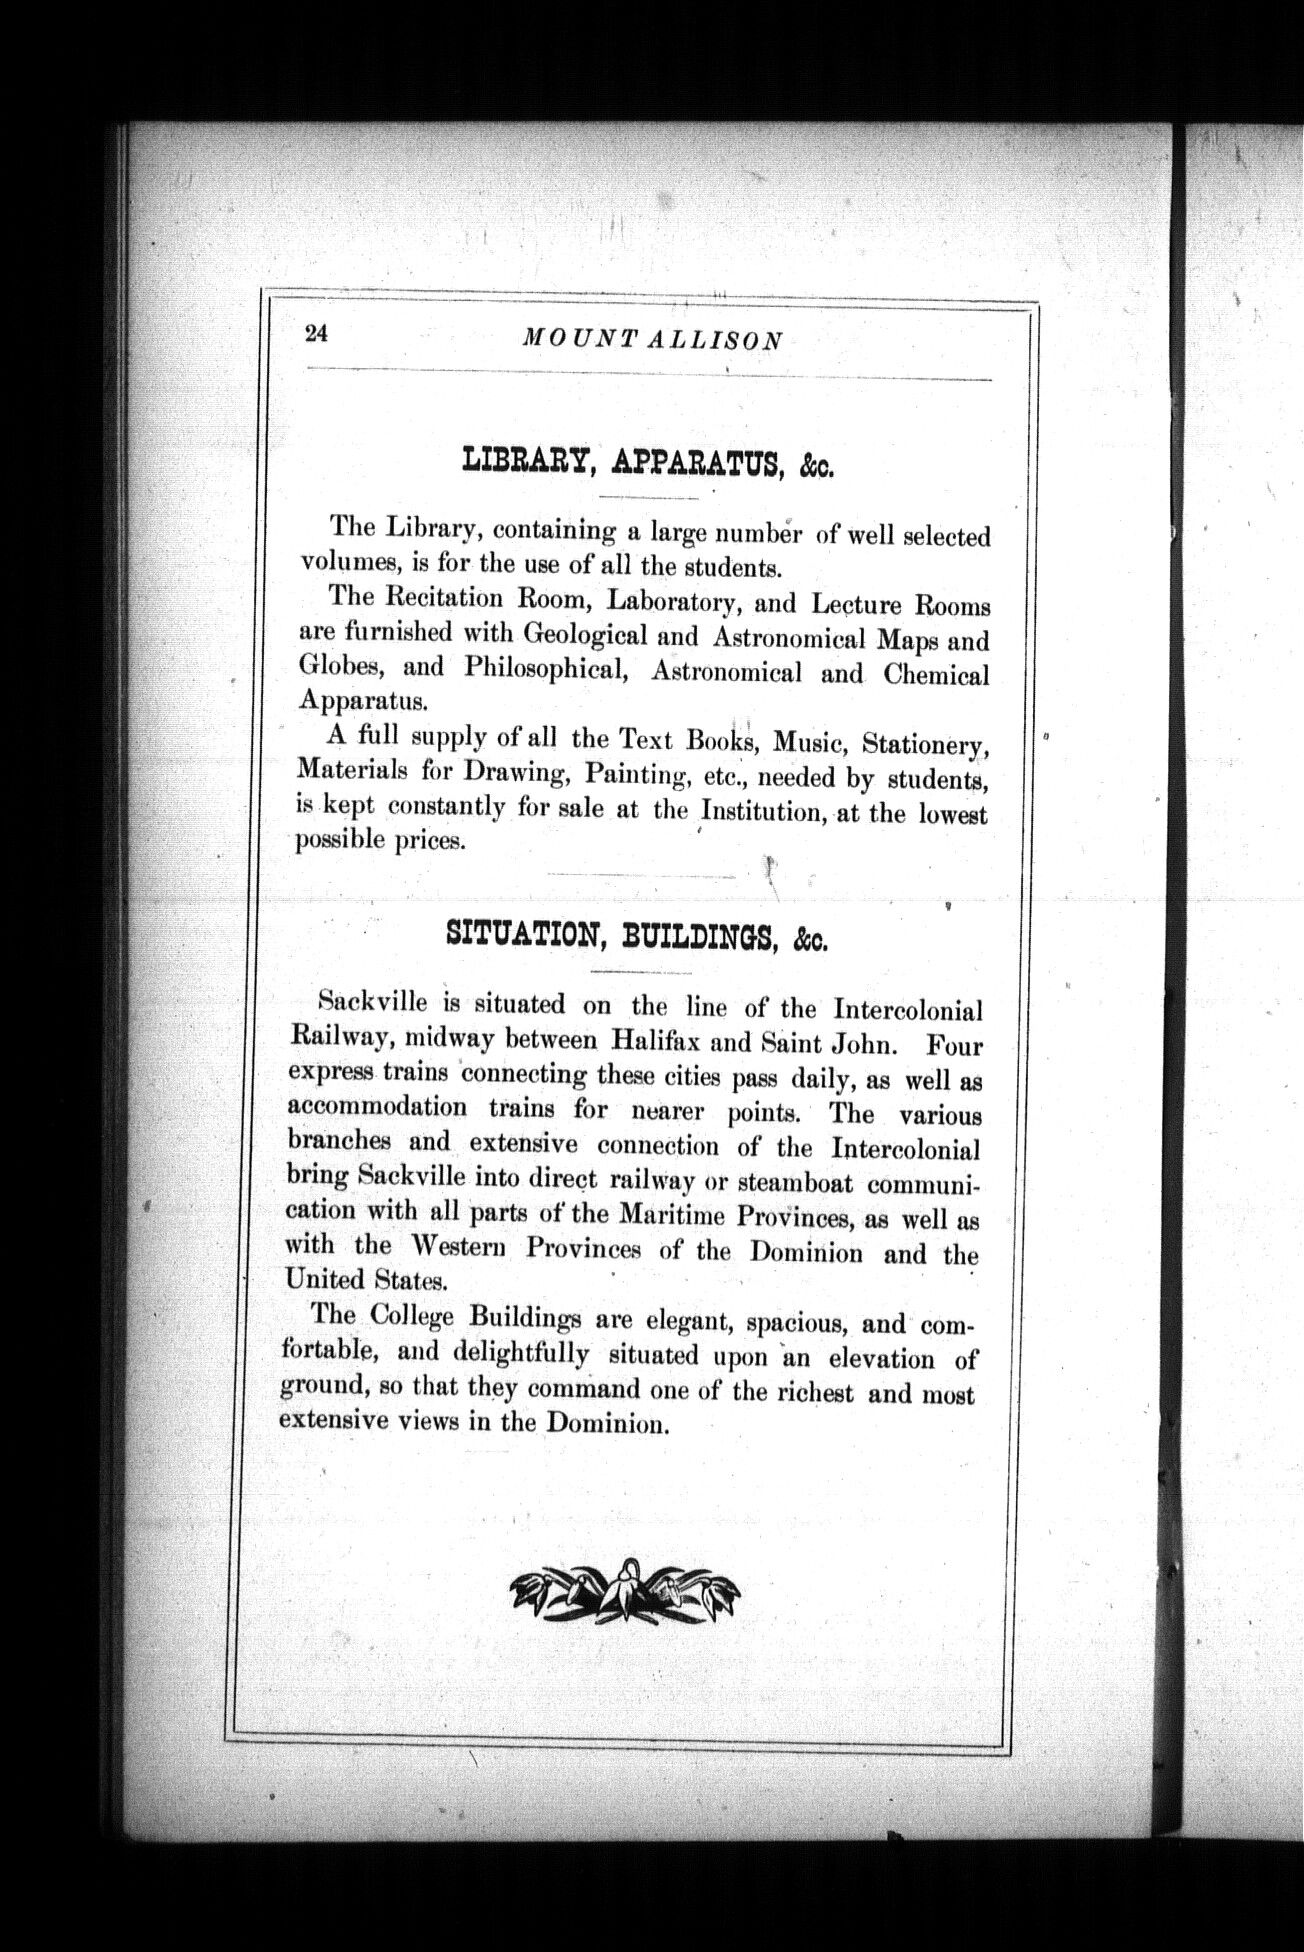 24
MOUNT ALLISON
LIBRARY, APPARATUS, &c.
The Library, containing a large number of well selected
volumes, is for the use of all the students.
The Recitation Room, Laboratory, and Lecture Rooms
are furnished with Geological and Astronomical Maps and
Globes, and Philosophical, Astronomical and Chemical
Apparatus.
A full supply of all the Text Books, Music, Stationery,
Materials for Drawing, Painting, etc., needed by students,
is kept constantly for sale at the Institution, at the lowest
possible prices.
SITUATION, BUILDINGS, &c.
Sackville is situated on the line of the Intercolonial
Railway, midway between Halifax and Saint John. Four
express trains connecting these cities pass daily, as well as
accommodation trains for nearer points. The various
branches and extensive connection of the Intercolonial
bring Sackville into direct railway or steamboat communi-
cation with all parts of the Maritime Provinces, as well as
with the Western Provinces of the Dominion and the
United States.
The College Buildings are elegant, spacious, and com-
fortable, and delightfully situated upon an elevation of
ground, so that they command one of the richest and most
extensive views in the Dominion.